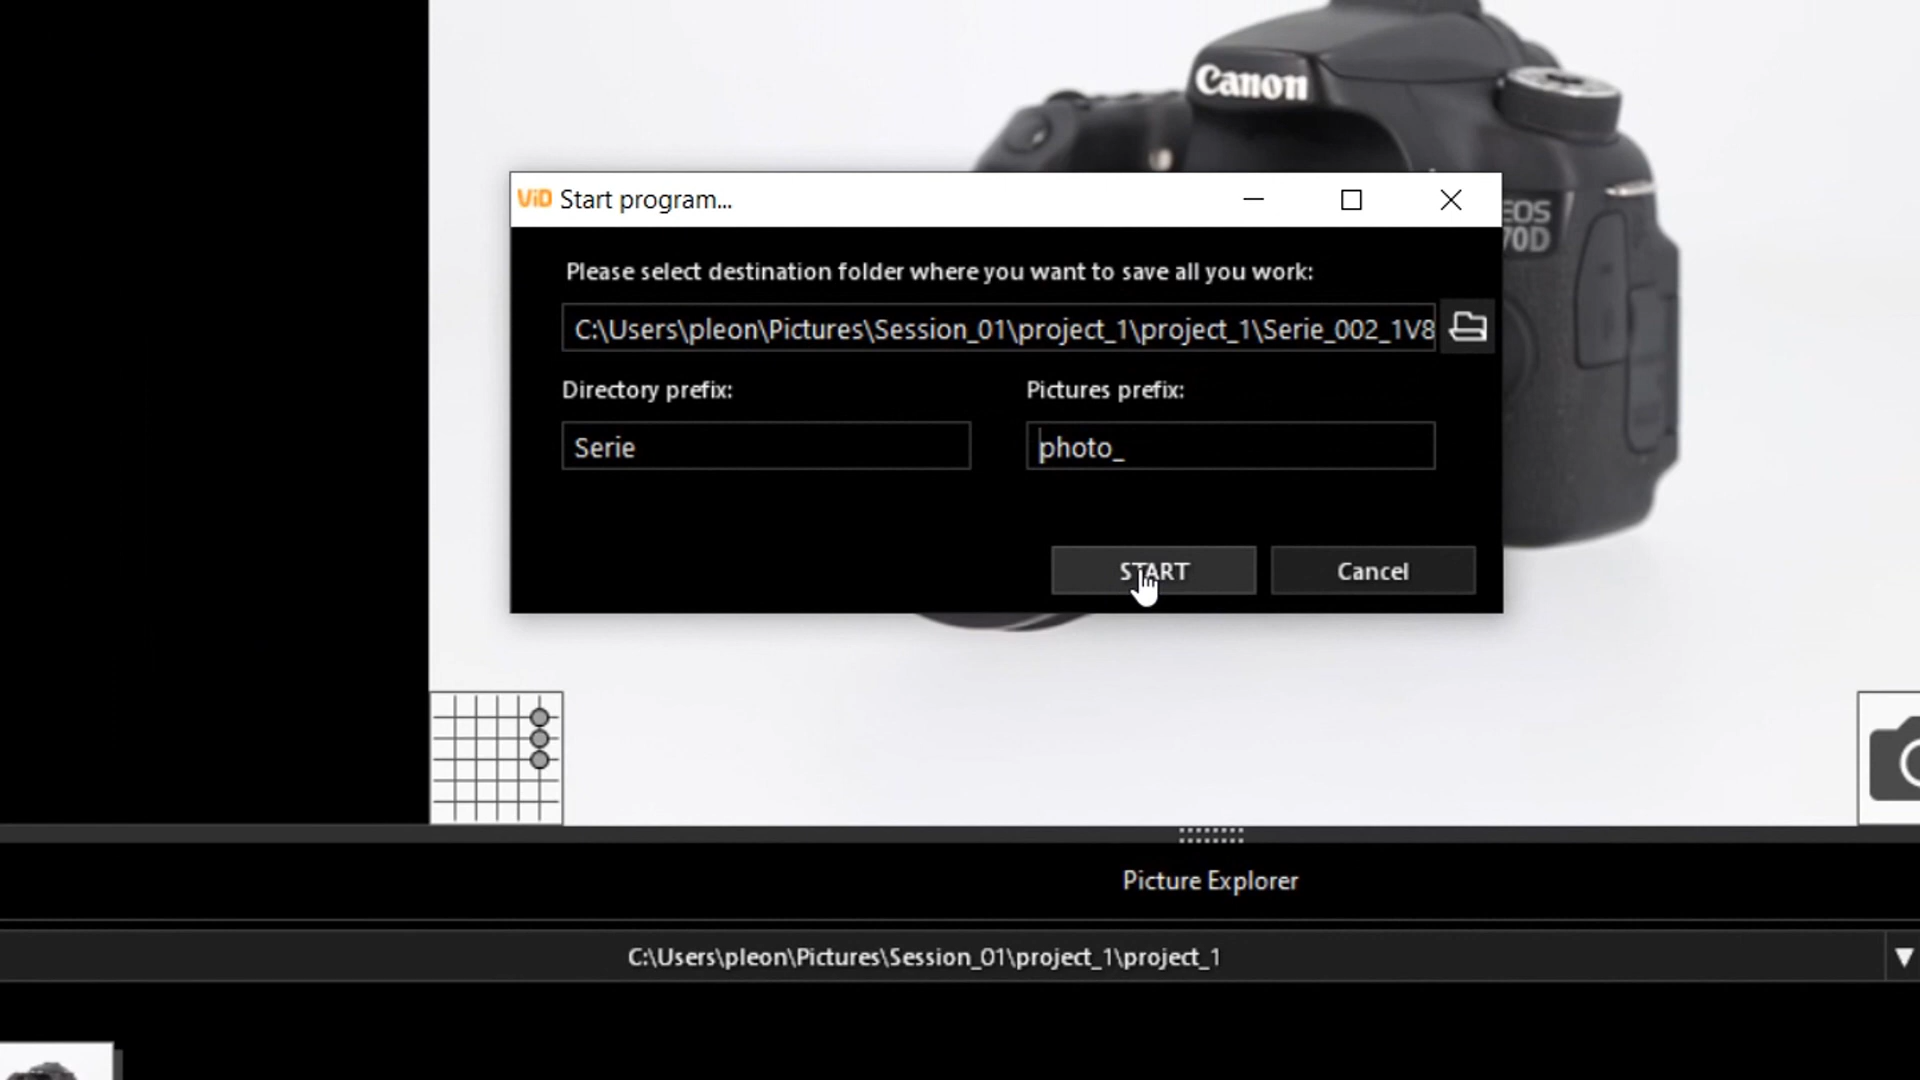 Canon
ViD Start program...
EOS
70D
Please select destination folder where you want to save all you work:
C:\Users\pleon\Pictures\Session_01\project_1\project_1\Serie_002_1V8
Directory prefix:
Pictures prefix:
Serie
photo_
START
Cancel
Picture Explorer
C:\Users\pleon\Pictures\Session_01\project_1\project_1